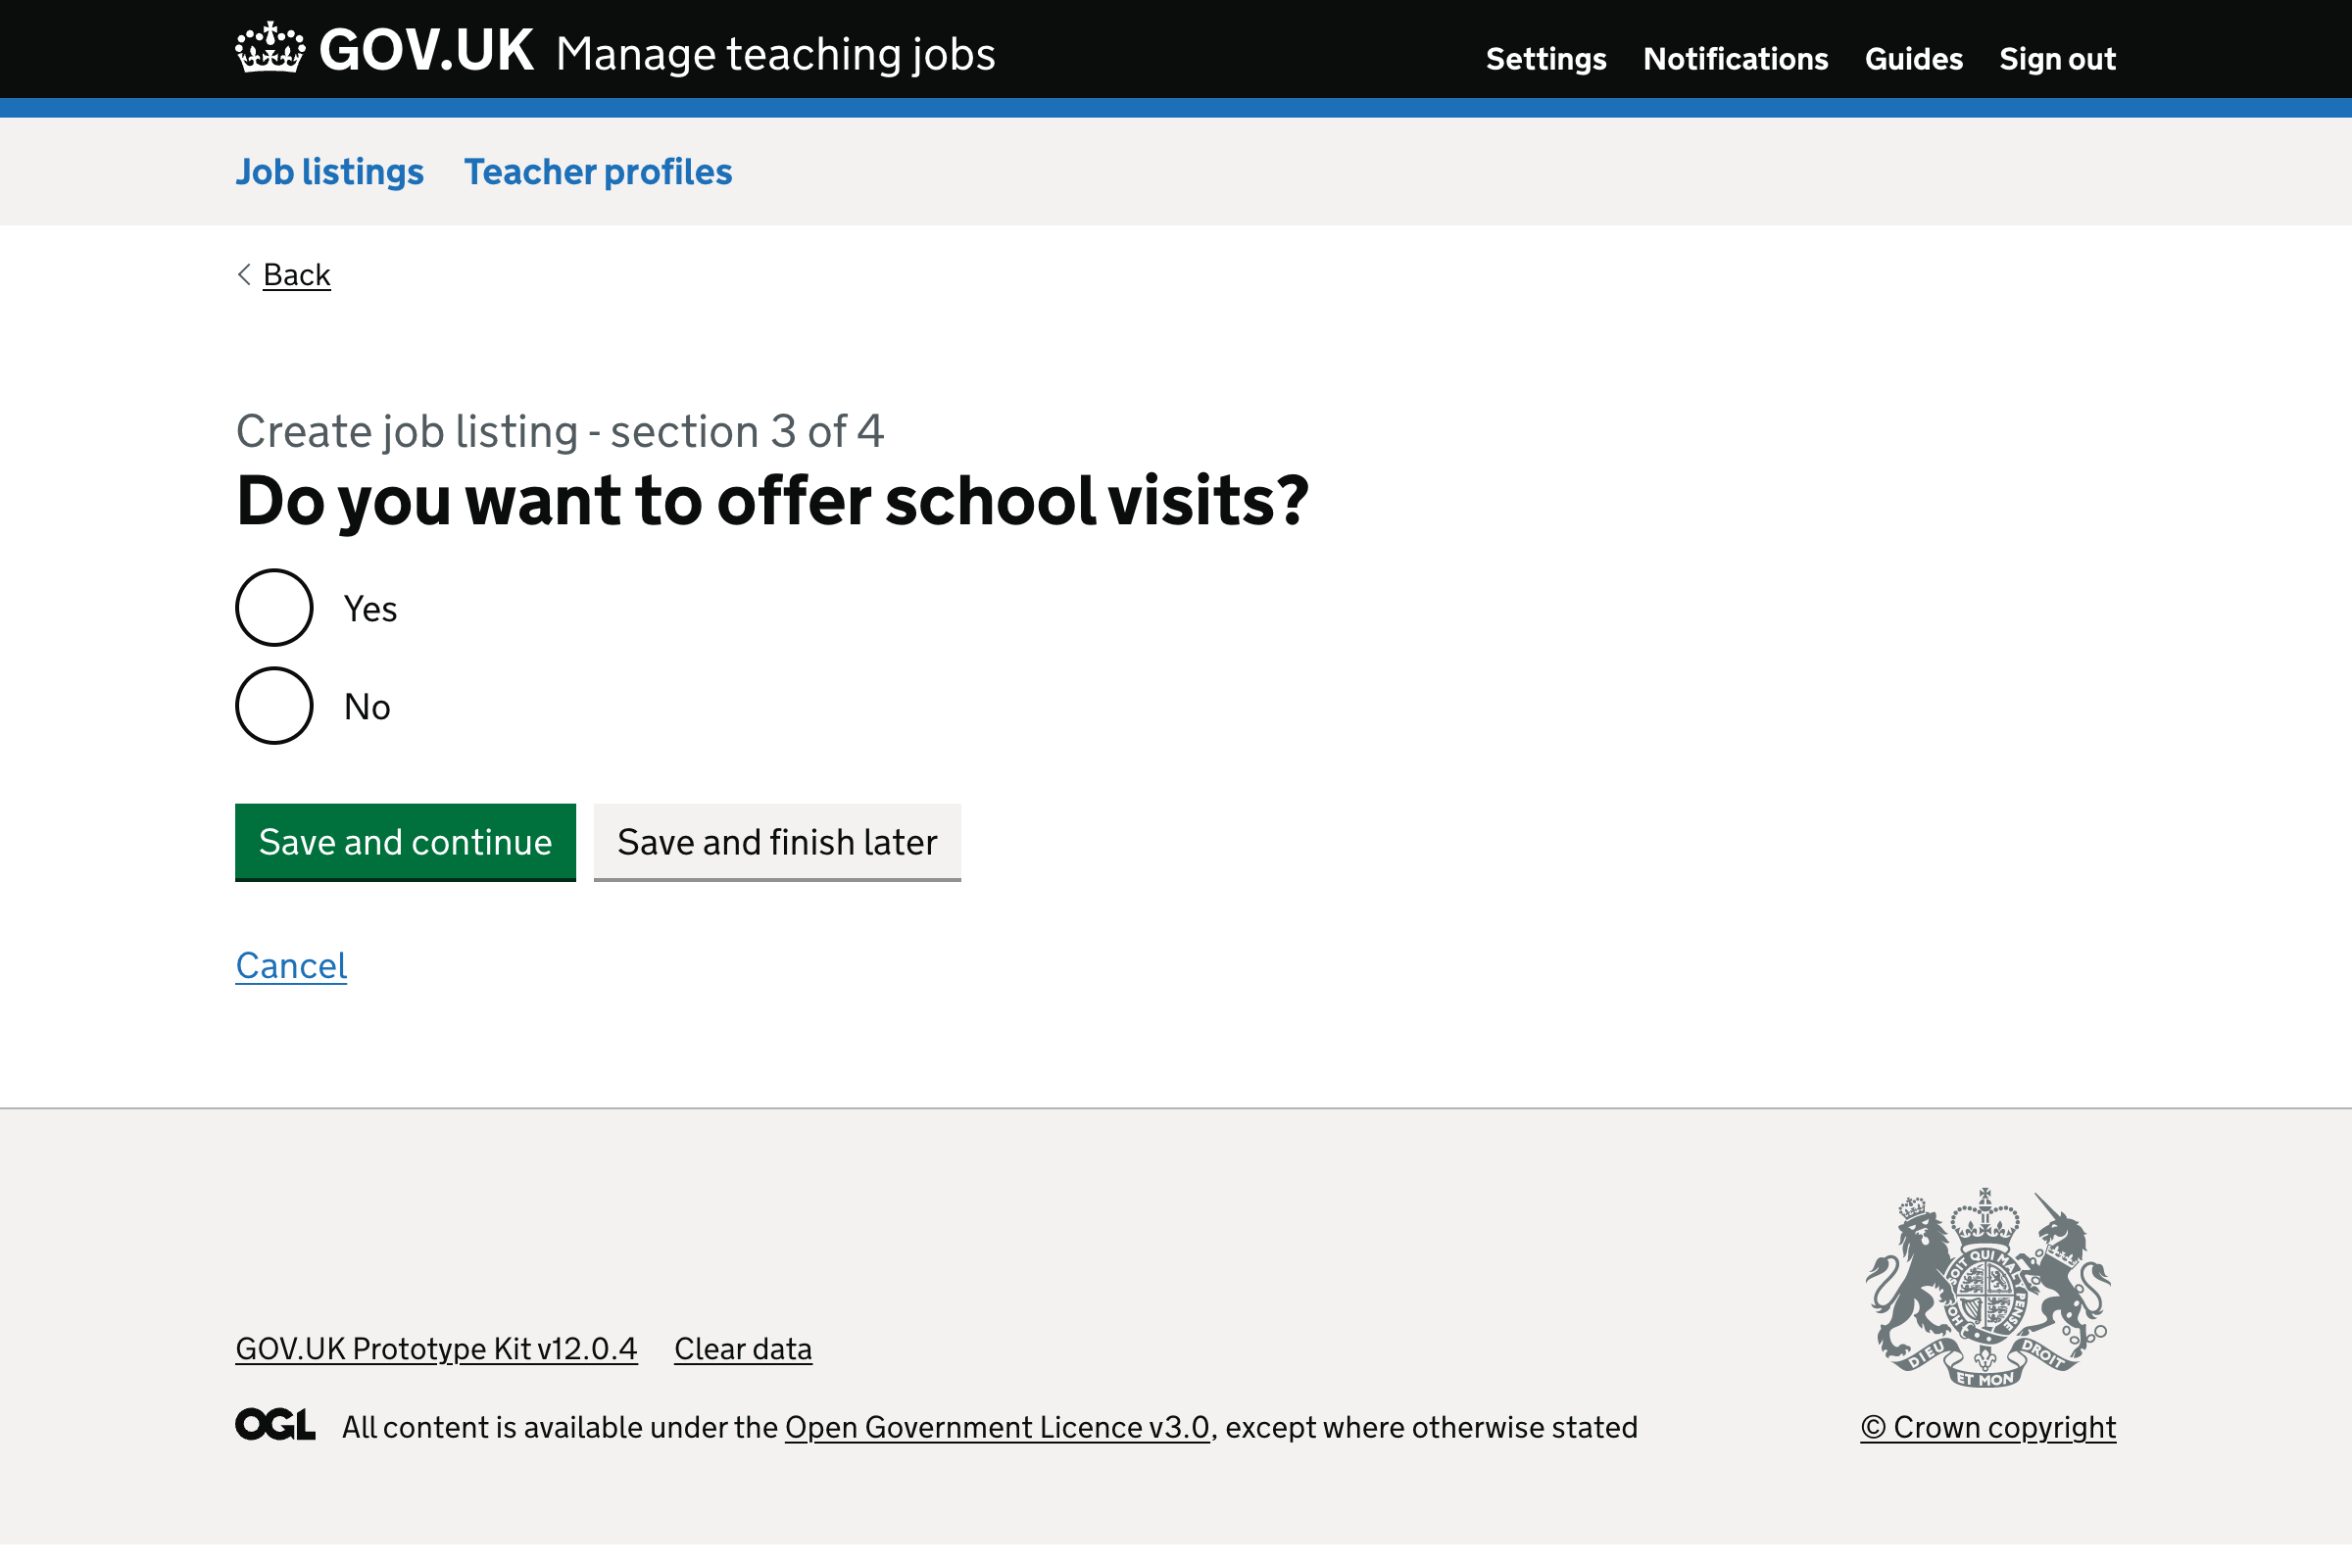 GOV.UK Manage teaching jobs
Settings Notifications Guides Sign out
Job listings Teacher profiles
Back
Create job listing - section 3 of 4
Do you want to offer school visits?
Yes
No
Save and continue
Save and finish later
Cancel
GOV.UK Prototype Kit v12.0.4 Clear data
OGL All content is available under the Open Government Licence v3.0, except where otherwise stated
SOIT QUI MAL Y PENSE
HON
DIEU ET MON DROIT
© Crown copyright